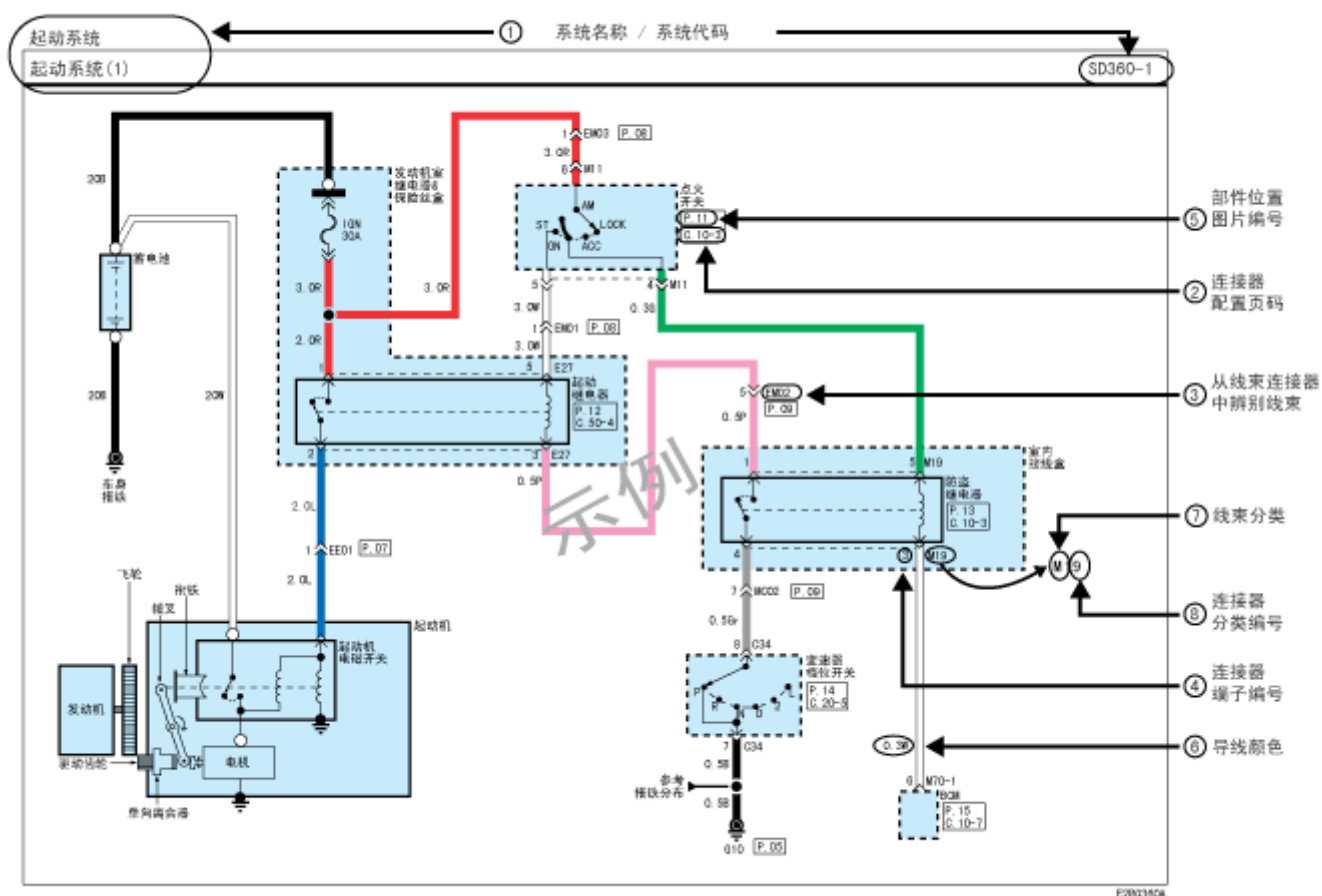 起动系统
起动系统(1)
① 系统名称 / 系统代码
SD360-1
1 EM03 P.08
3.0R
6 M11
发动机室
继电器&
保险丝盒
点火
开关
P.11
C.10-2
部件位置
⑤ 图片编号
20B
IGN
30A
AM
ST
LOCK
ON
ACC
蓄电池
② 连接器
配置页码
3.0R
3.0R
5
4 M11
3.0W
0.3G
1 EM01 P.08
2.0R
3.0W
1
5 E27
起动
继电器
P.12
C.50-4
20B
20W
5 EM02
P.09
0.5P
③ 从线束连接器
中辨别线束
2
3 E27
0.5P
车身
搭铁
示例
1
5 M19
室内
接线盒
防盗
继电器
P.13
C.10-3
2.0L
1 EE01 P.07
2.0L
4
3 M19
⑦ 线束分类
M 9
7 MC02 P.09
0.5Gr
8 C34
⑧ 连接器
分类编号
飞轮
附铁
拨叉
起动机
起动机
电磁开关
变速器
档位开关
P.14
C.20-5
P
R
N
D
2
L
④ 连接器
端子编号
发动机
电机
7 C34
0.5B
0.3W
⑥ 导线颜色
驱动齿轮
单向离合器
参考
搭铁分布
0.5B
6 M70-1
BCM
P.15
C.10-7
G10 P.05
E2BG360A